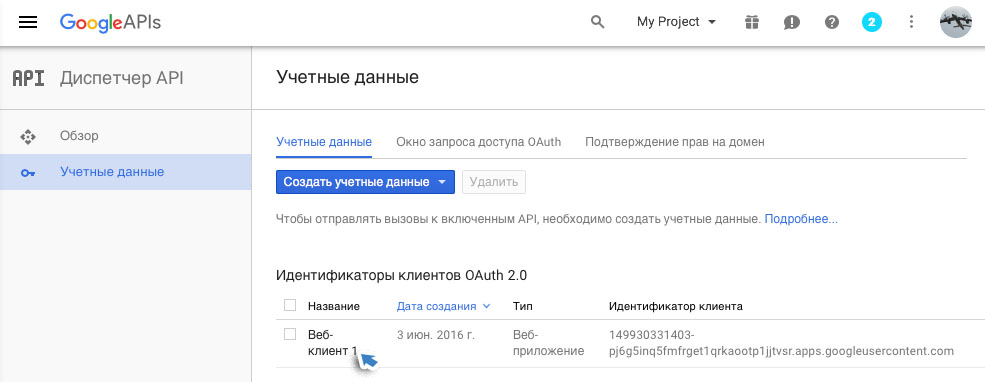 GoogleAPIs
My Project
2
API Диспетчер API
Учетные данные
Обзор
Учетные данные
Учетные данные Окно запроса доступа OAuth Подтверждение прав на домен
Создать учетные данные Удалить
Чтобы отправлять вызовы к включенным API, необходимо создать учетные данные. Подробнее...
Идентификаторы клиентов OAuth 2.0
Название Дата создания Тип Идентификатор клиента
Веб-
клиент 1
3 июн. 2016 г.
Веб-
приложение
149930331403-
pj6g5inq5fmfrget1qrkaootp1jjtvsr.apps.googleusercontent.com